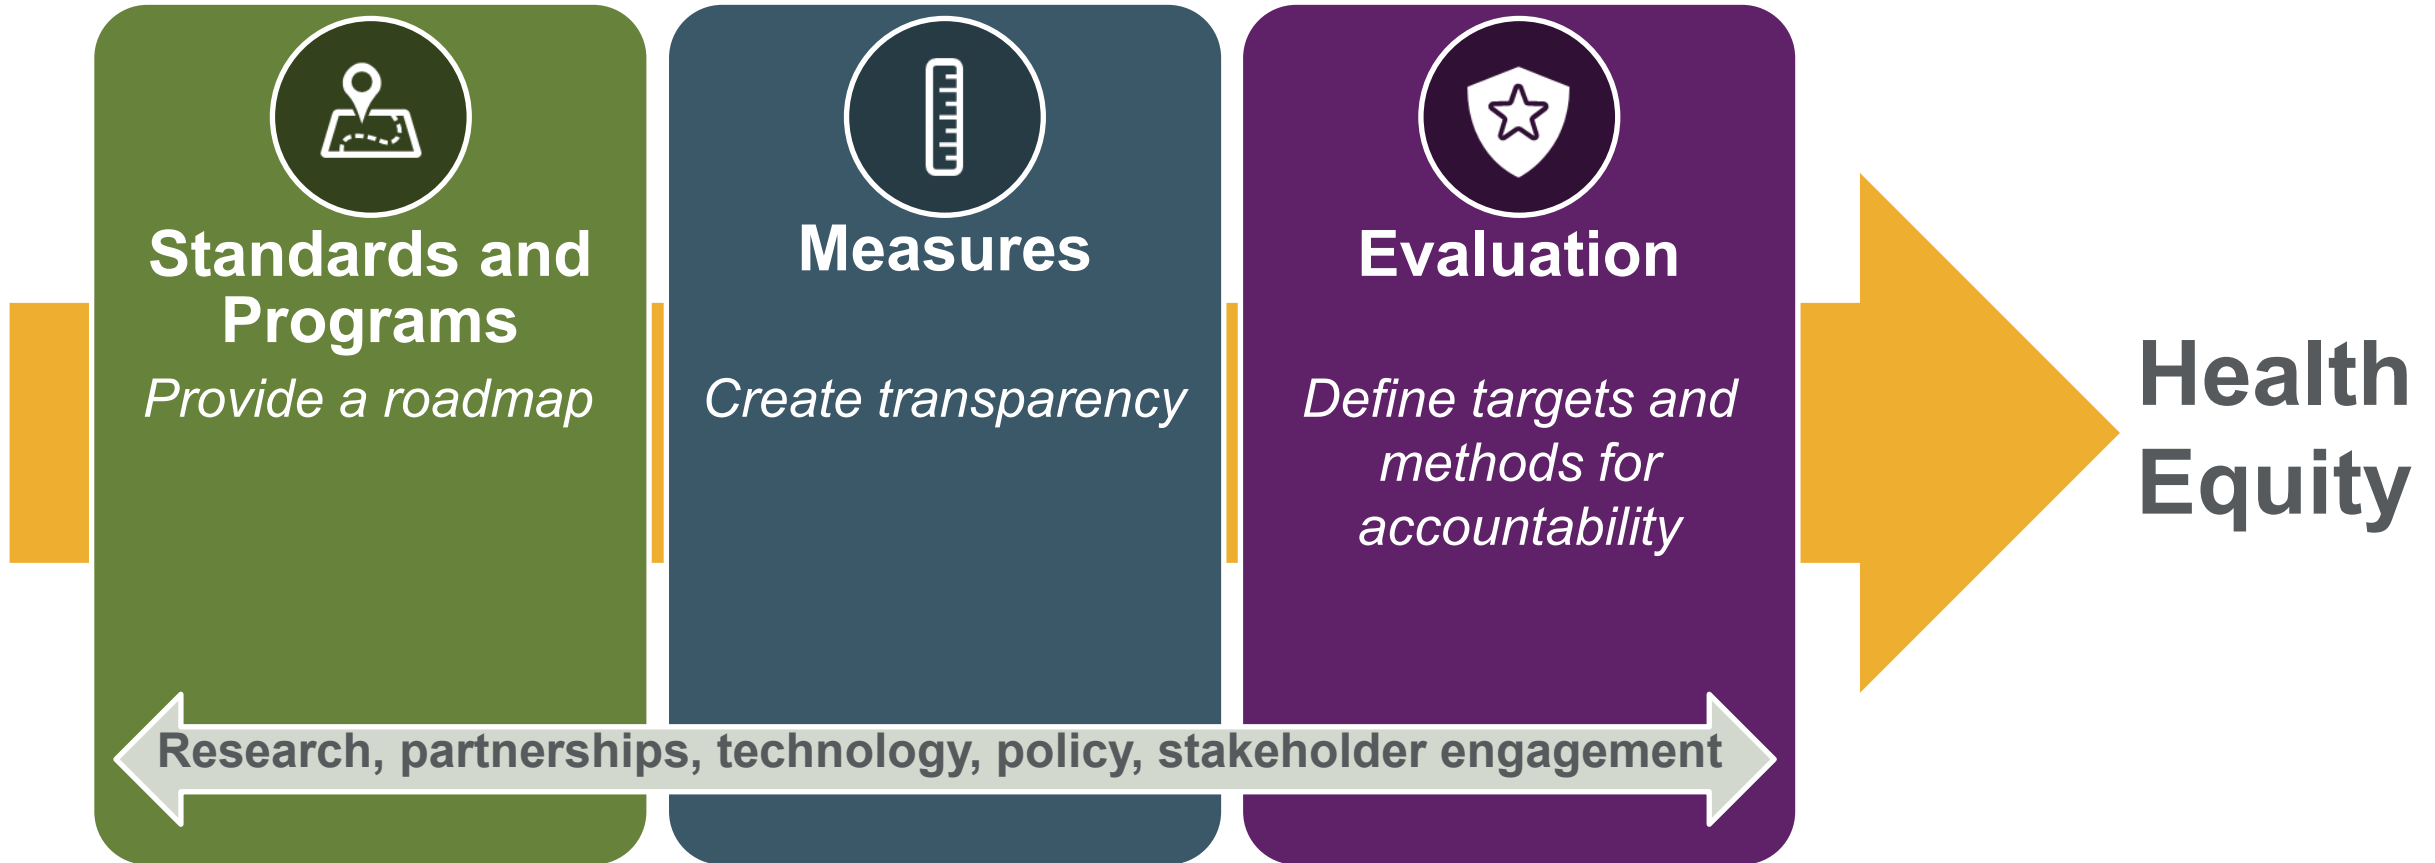 Standards and
Programs
Provide a roadmap
Measures
Create transparency
Evaluation
Define targets and
methods for
accountability
Research, partnerships, technology, policy, stakeholder engagement
Health
Equity